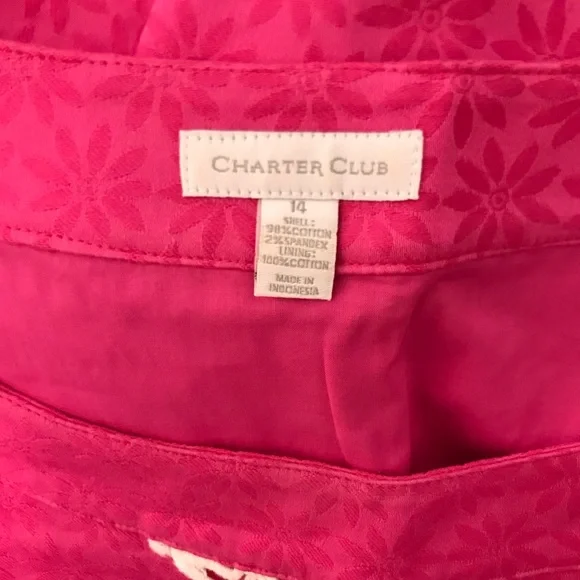 CHARTER CLUB
14
SHELL:
98%COTTON
2%SPANDEX
LINING:
100%COTTON
MADE IN
INDONESIA